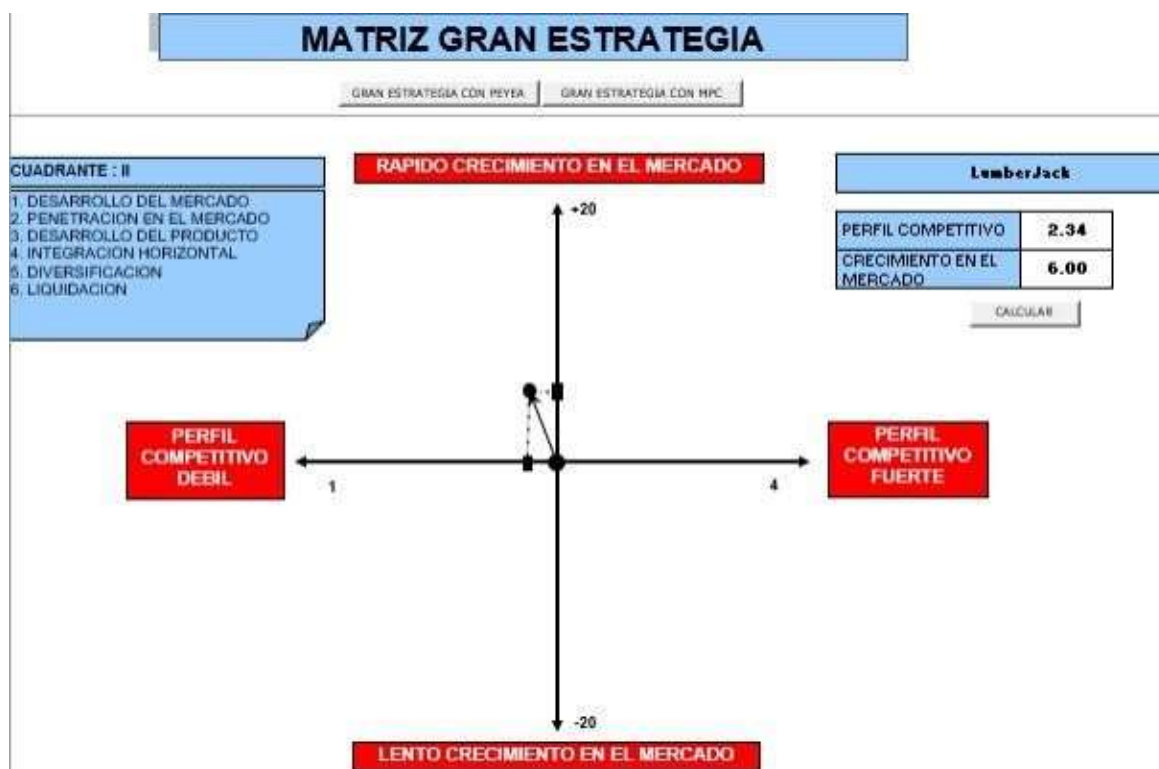 MATRIZ GRAN ESTRATEGIA
GRAN ESTRATEGIA CON PEYEA
GRAN ESTRATEGIA CON MPC
CUADRANTE : II
1. DESARROLLO DEL MERCADO
2. PENETRACION EN EL MERCADO
3. DESARROLLO DEL PRODUCTO
4. INTEGRACION HORIZONTAL
5. DIVERSIFICACION
6. LIQUIDACION
RAPIDO CRECIMIENTO EN EL MERCADO
+20
LumberJack
PERFIL COMPETITIVO 2.34
CRECIMIENTO EN EL
MERCADO 6.00
CALCULAR
PERFIL
COMPETITIVO
DEBIL
1
4
PERFIL
COMPETITIVO
FUERTE
-20
LENTO CRECIMIENTO EN EL MERCADO